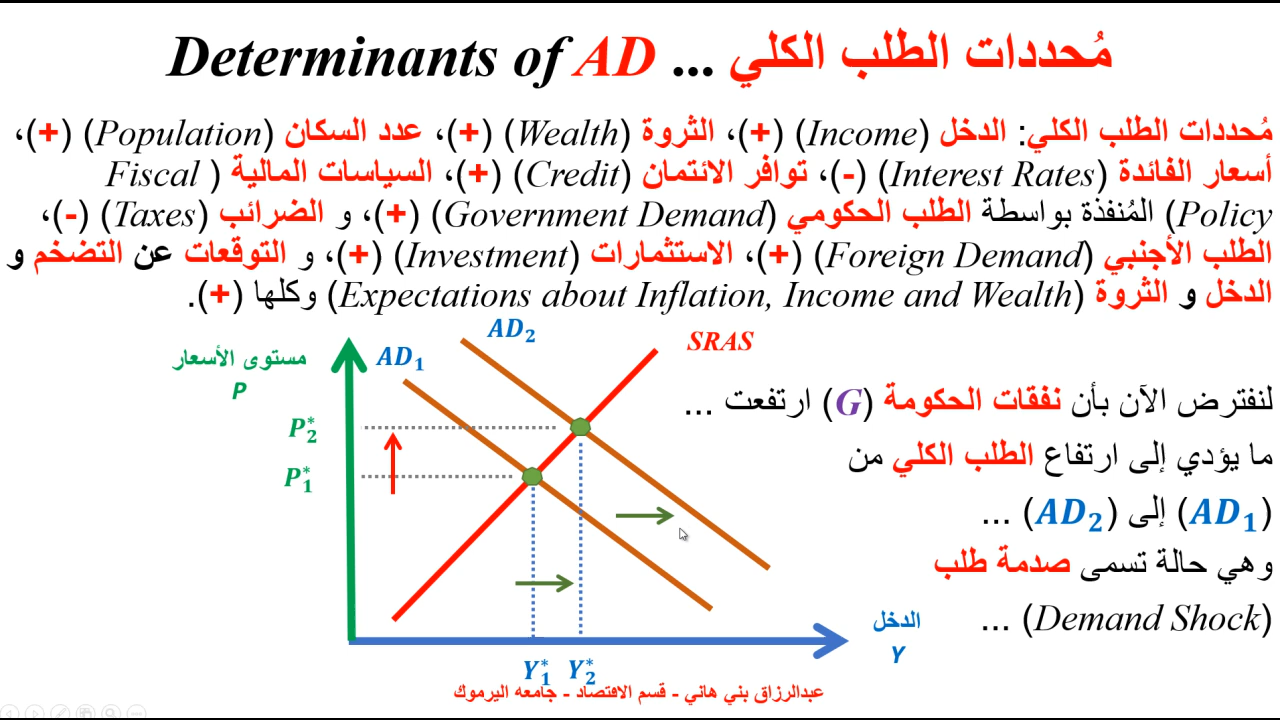 مُحددات الطلب الكلي ... Determinants of AD
مُحددات الطلب الكلي: الدخل (Income) (+)، الثروة (Wealth) (+)، عدد السكان (Population) (+)،
أسعار الفائدة (Interest Rates) (-)، توافر الائتمان (Credit) (+)، السياسات المالية (Fiscal
Policy) المُنفذة بواسطة الطلب الحكومي (Government Demand) (+)، و الضرائب (Taxes) (-)،
الطلب الأجنبي (Foreign Demand) (+)، الاستثمارات (Investment) (+)، و التوقعات عن التضخم و
الدخل و الثروة (Expectations about Inflation, Income and Wealth) وكلها (+).
AD₂
SRAS
مستوى الأسعار
P
AD₁
P₂*
P₁*
لنفترض الآن بأن نفقات الحكومة (G) ارتفعت ...
ما يؤدي إلى ارتفاع الطلب الكلي من
(AD₁) إلى (AD₂) ...
وهي حالة تسمى صدمة طلب
(Demand Shock) ...
الدخل
Y
Y₁* Y₂*
عبدالرزاق بني هاني - قسم الاقتصاد - جامعه اليرموك